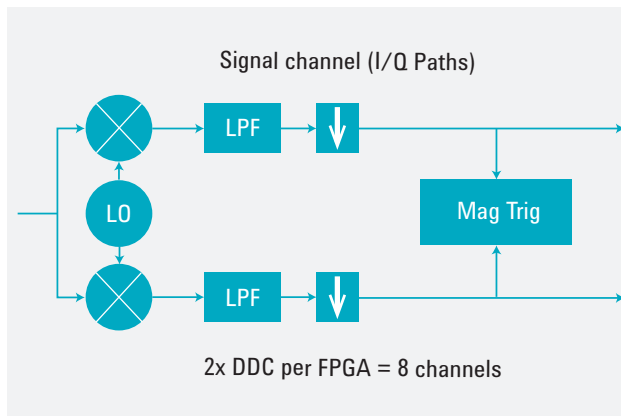 Signal channel (I/Q Paths)
LPF
LO
Mag Trig
LPF
2x DDC per FPGA = 8 channels